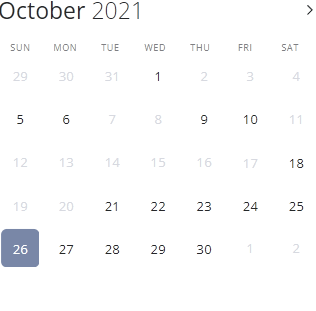 October 2021
SUN MON TUE WED THU FRI SAT
29 30 31 1 2 3 4
5 6 7 8 9 10 11
12 13 14 15 16 17 18
19 20 21 22 23 24 25
26 27 28 29 30 1 2